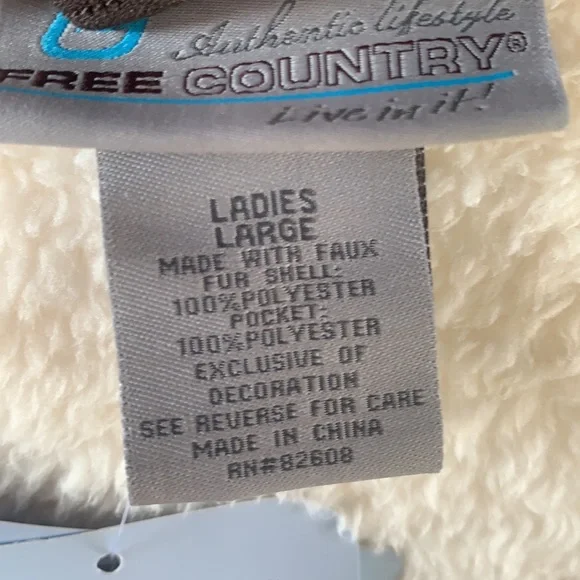 Authentic lifestyle
FREE COUNTRY®
Live in it!
LADIES
LARGE
MADE WITH FAUX
FUR SHELL:
100%POLYESTER
POCKET:
100%POLYESTER
EXCLUSIVE OF
DECORATION
SEE REVERSE FOR CARE
MADE IN CHINA
RN#82608